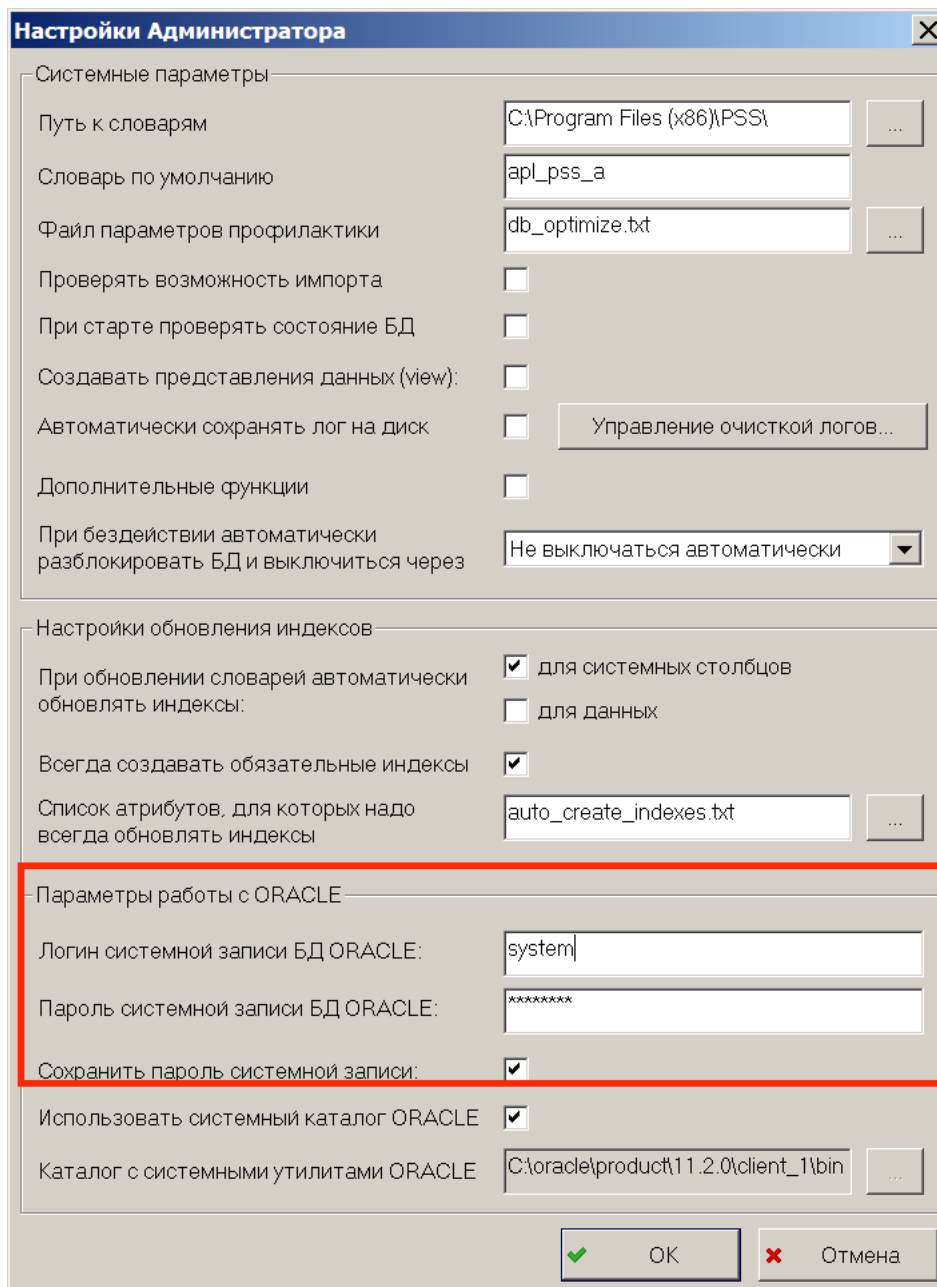 Настройки Администратора
Системные параметры
Путь к словарям
C:\Program Files (x86)\PSS\
...
Словарь по умолчанию
apl_pss_a
Файл параметров профилактики
db_optimize.txt
...
Проверять возможность импорта
При старте проверять состояние БД
Создавать представления данных (view):
Автоматически сохранять лог на диск
Управление очисткой логов...
Дополнительные функции
При бездействии автоматически
разблокировать БД и выключиться через
Не выключаться автоматически
Настройки обновления индексов
При обновлении словарей автоматически
обновлять индексы:
для системных столбцов
для данных
Всегда создавать обязательные индексы
Список атрибутов, для которых надо
всегда обновлять индексы
auto_create_indexes.txt
...
Параметры работы с ORACLE
Логин системной записи БД ORACLE:
system
Пароль системной записи БД ORACLE:
********
Сохранить пароль системной записи:
Использовать системный каталог ORACLE
Каталог с системными утилитами ORACLE
C:\oracle\product\11.2.0\client_1\bin
...
OK
Отмена